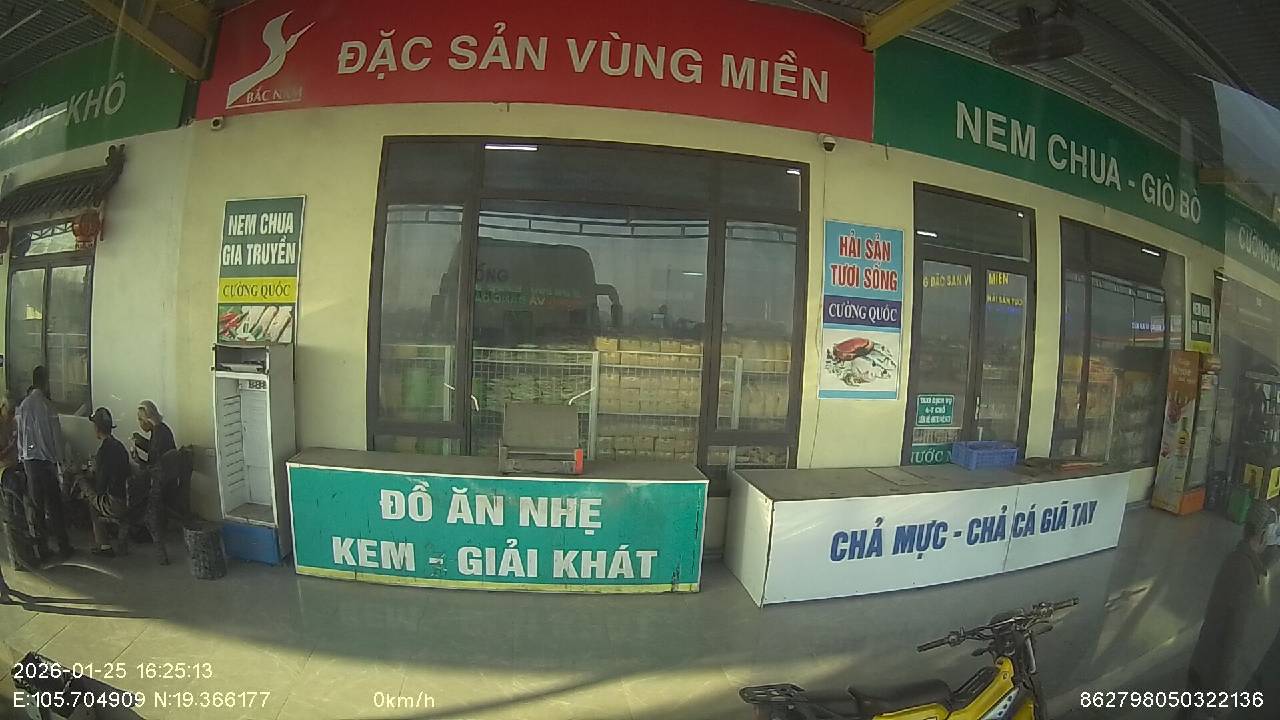 KHÔ
BẮC NAM
ĐẶC SẢN VÙNG MIỀN
NEM CHUA - GIÒ BÒ
NEM CHUA
GIA TRUYỀN
CƯỜNG QUỐC
HẢI SẢN
TƯƠI SỐNG
CƯỜNG QUỐC
MIỀN
ĐỒ ĂN NHẸ
KEM - GIẢI KHÁT
CHẢ MỰC - CHẢ CÁ GIÃ TAY
2026-01-25 16:25:13
E:105.704909 N:19.366177
0km/h
862798050322136